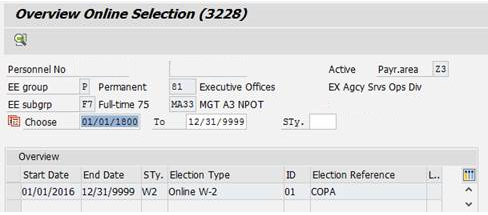 Overview Online Selection (3228)
Personnel No Active Payr.area Z3
EE group P Permanent 81 Executive Offices EX Agcy Srvs Ops Div
EE subgrp F7 Full-time 75 MA33 MGT A3 NPOT
Choose 01/01/1800 To 12/31/9999 STy.
Overview
Start Date End Date STy. Election Type ID Election Reference L..
01/01/2016 12/31/9999 W2 Online W-2 01 COPA